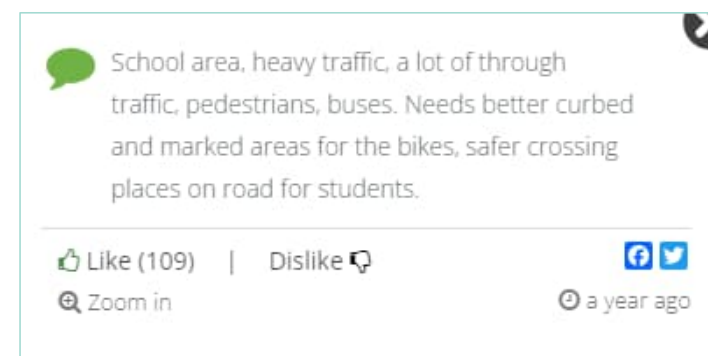 School area, heavy traffic, a lot of through
traffic, pedestrians, buses. Needs better curbed
and marked areas for the bikes, safer crossing
places on road for students.
Like (109) | Dislike
Zoom in
a year ago